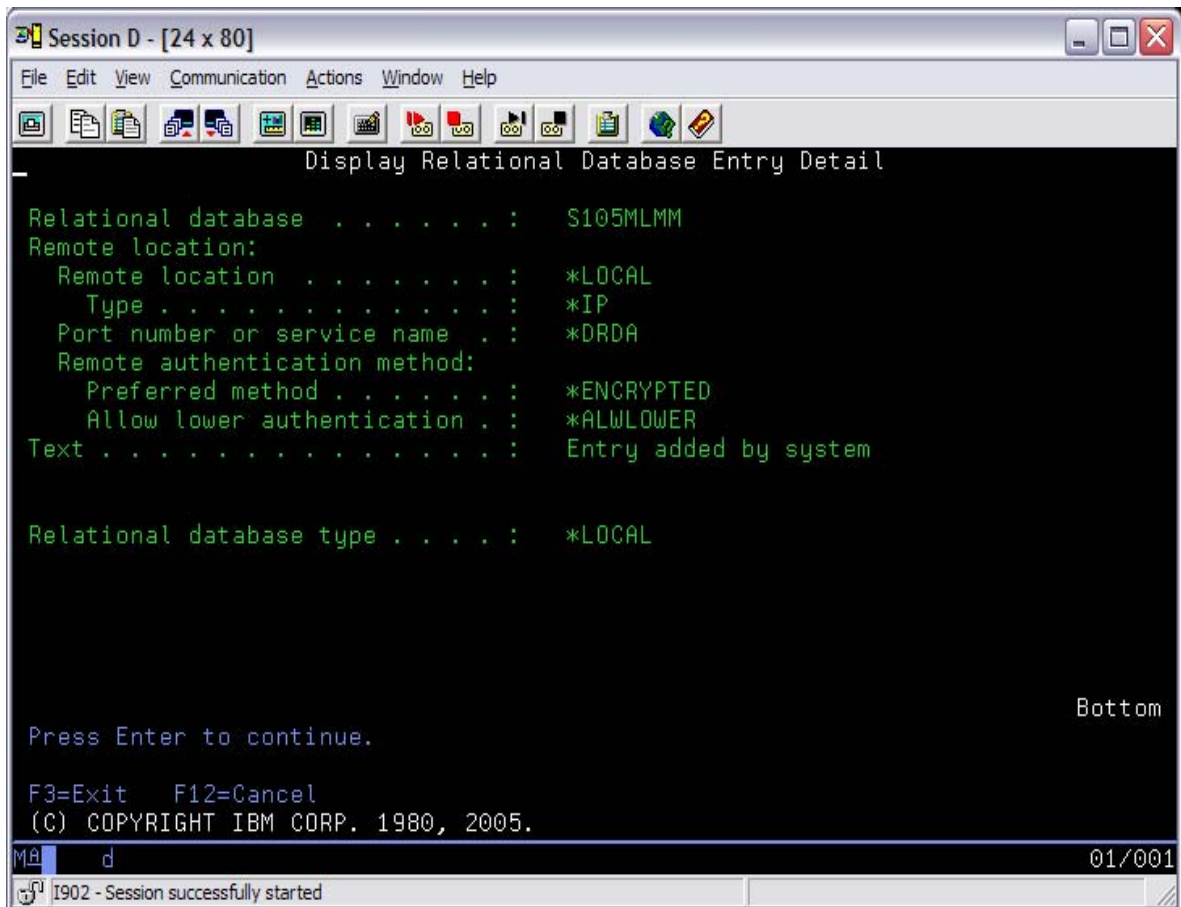 Session D - [24 x 80]
File Edit View Communication Actions Window Help
Display Relational Database Entry Detail
Relational database . . . . . . : S105MLMM
Remote location:
Remote location . . . . . . . : *LOCAL
Type . . . . . . . . . . . . : *IP
Port number or service name . : *DRDA
Remote authentication method:
Preferred method . . . . . . : *ENCRYPTED
Allow lower authentication . : *ALWLOWER
Text . . . . . . . . . . . . . . : Entry added by system
Relational database type . . . . : *LOCAL
Bottom
Press Enter to continue.
F3=Exit F12=Cancel
(C) COPYRIGHT IBM CORP. 1980, 2005.
MA d 01/001
I902 - Session successfully started